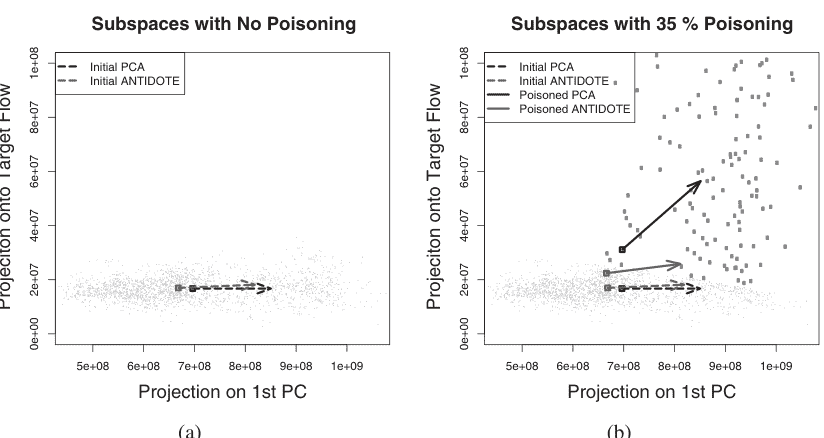 Subspaces with No Poisoning
Initial PCA
Initial ANTIDOTE
Projeciton onto Target Flow
0e+00
2e+07
4e+07
6e+07
8e+07
1e+08
5e+08
6e+08
7e+08
8e+08
9e+08
1e+09
Projection on 1st PC
(a)
Subspaces with 35 % Poisoning
Initial PCA
Initial ANTIDOTE
Poisoned PCA
Poisoned ANTIDOTE
Projeciton onto Target Flow
0e+00
2e+07
4e+07
6e+07
8e+07
1e+08
5e+08
6e+08
7e+08
8e+08
9e+08
1e+09
Projection on 1st PC
(b)